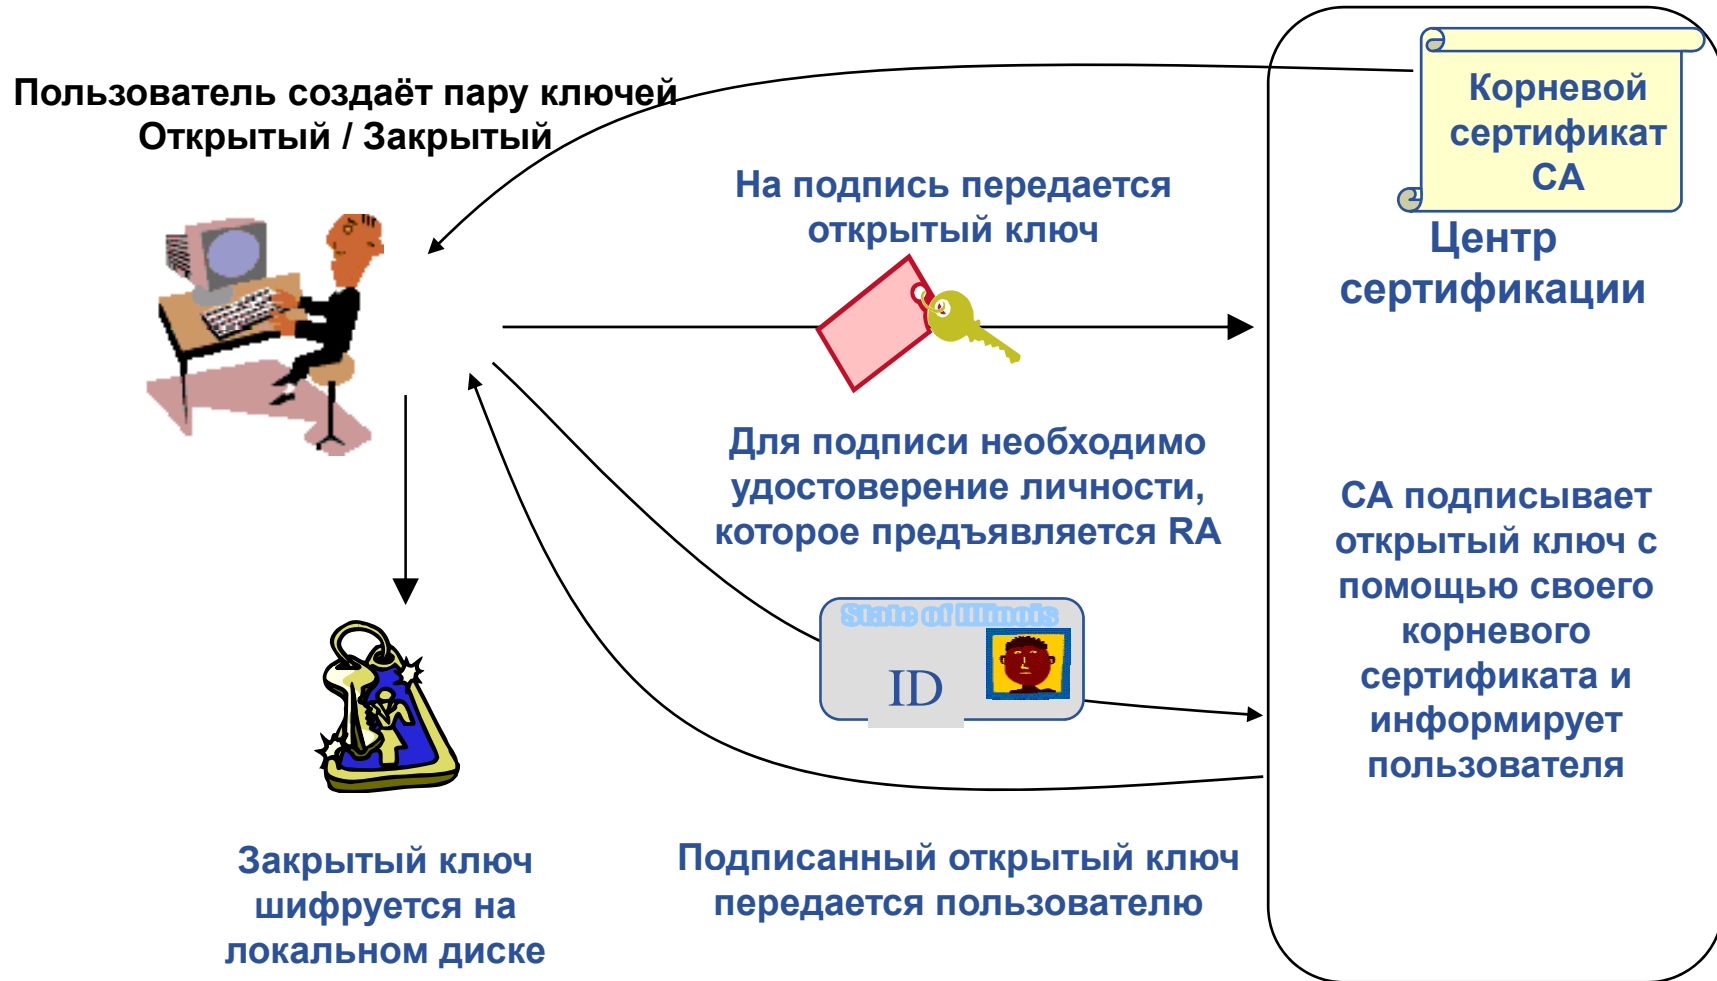 Пользователь создаёт пару ключей
Открытый / Закрытый
Корневой
сертификат
CA
На подпись передается
открытый ключ
Центр
сертификации
Для подписи необходимо
удостоверение личности,
которое предъявляется RA
State of Illinois
ID
CA подписывает
открытый ключ с
помощью своего
корневого
сертификата и
информирует
пользователя
Закрытый ключ
шифруется на
локальном диске
Подписанный открытый ключ
передается пользователю